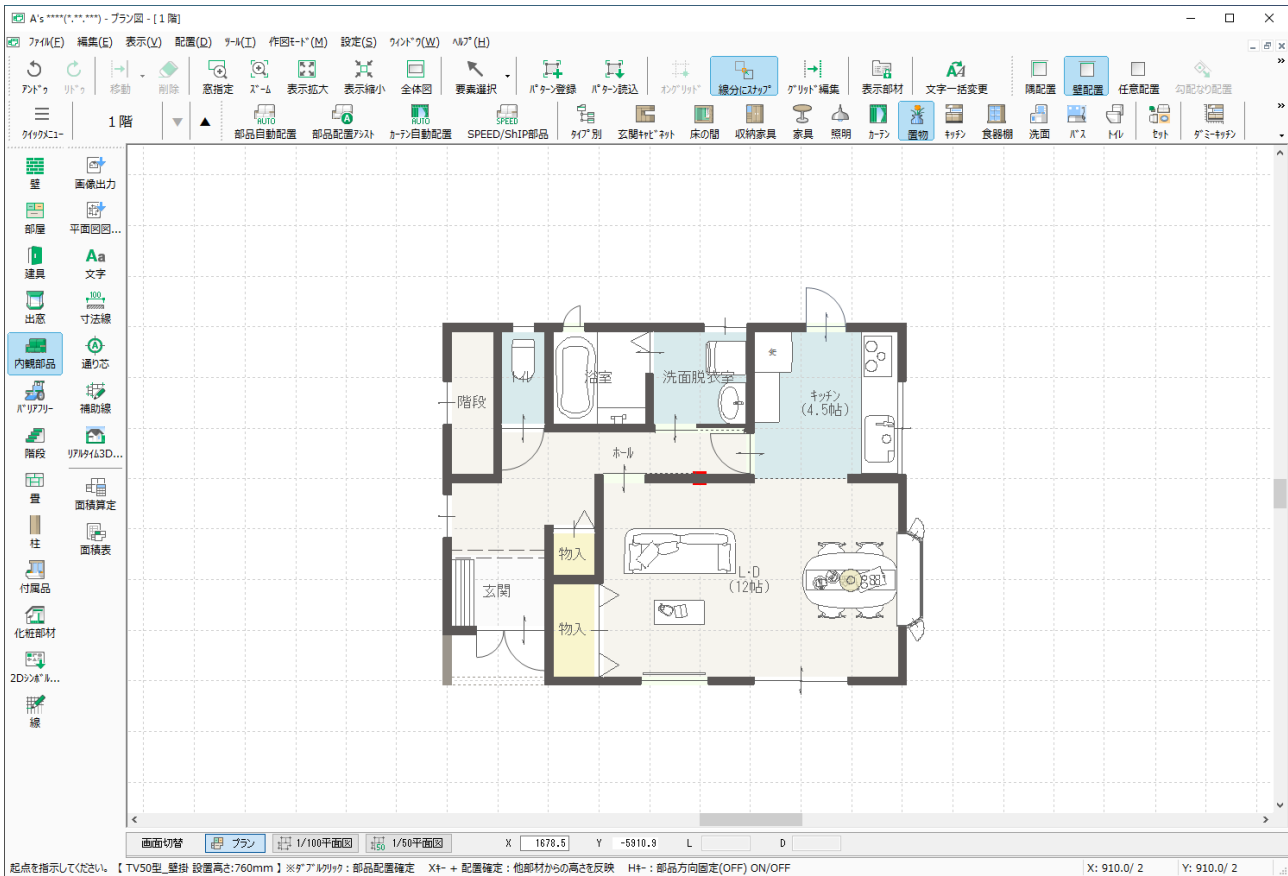 A's ****(*.**.***) - プラン図 - [1 階]
ﾌｧｲﾙ(F) 編集(E) 表示(V) 配置(D) ﾂｰﾙ(T) 作図ﾓｰﾄﾞ(M) 設定(S) ｳｨﾝﾄﾞｳ(W) ﾍﾙﾌﾟ(H)
ｱﾝﾄﾞｩ ﾘﾄﾞｩ 移動 削除 窓指定 ｽﾞｰﾑ 表示拡大 表示縮小 全体図 要素選択 ﾊﾟﾀｰﾝ登録 ﾊﾟﾀｰﾝ読込 ｵﾝｸﾞﾘｯﾄﾞ 線分にｽﾅｯﾌﾟ ｸﾞﾘｯﾄﾞ編集 表示部材 文字一括変更 隅配置 壁配置 任意配置 勾配なり配置
ｸｲｯｸﾒﾆｭｰ 1 階 部品自動配置 部品配置ｱｼｽﾄ ｶｰﾃﾝ自動配置 SPEED/ShIP部品 ﾀｲﾌﾟ別 玄関ｷｬﾋﾞﾈｯﾄ 床の間 収納家具 家具 照明 ｶｰﾃﾝ 置物 ｷｯﾁﾝ 食器棚 洗面 ﾊﾞｽ ﾄｲﾚ ｾｯﾄ ﾀﾞﾐｰｷｯﾁﾝ
壁 画像出力
部屋 平面図図...
建具 文字
出窓 寸法線
内観部品 通り芯
ﾊﾞﾘｱﾌﾘｰ 補助線
階段 ﾘｱﾙﾀｲﾑ3D...
畳 面積算定
柱 面積表
付属品
化粧部材
2Dｼﾝﾎﾞﾙ...
線
階段
ﾄｲﾚ
浴室
洗面脱衣室
ｷｯﾁﾝ
(4.5帖)
ﾎｰﾙ
物入
玄関
物入
L・D
(12帖)
画面切替 プラン 1/100平面図 1/50平面図 X 1678.5 Y -5910.9 L D
起点を指示してください。【 TV50型_壁掛 設置高さ:760mm 】※ﾀﾞﾌﾞﾙｸﾘｯｸ：部品配置確定 Xｷｰ + 配置確定：他部材からの高さを反映 Hｷｰ：部品方向固定(OFF) ON/OFF X: 910.0/ 2 Y: 910.0/ 2